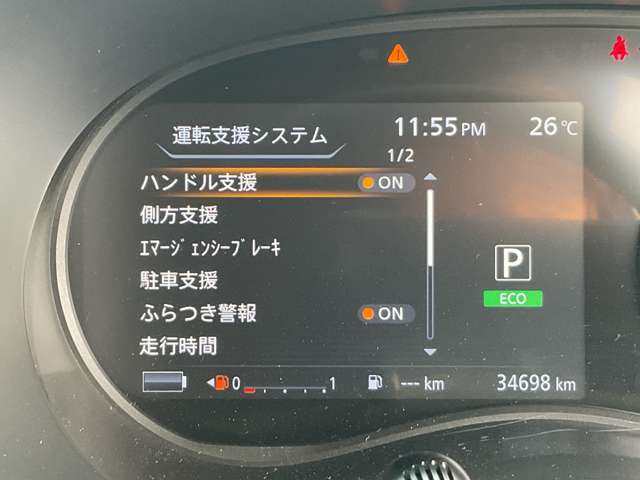 運転支援システム 11:55 PM 26℃
1/2
ハンドル支援 ON
側方支援
ｴﾏｰｼﾞｪﾝｼｰﾌﾞﾚｰｷ
駐車支援
P
ECO
ふらつき警報 ON
走行時間
0 1 --- km 34698 km